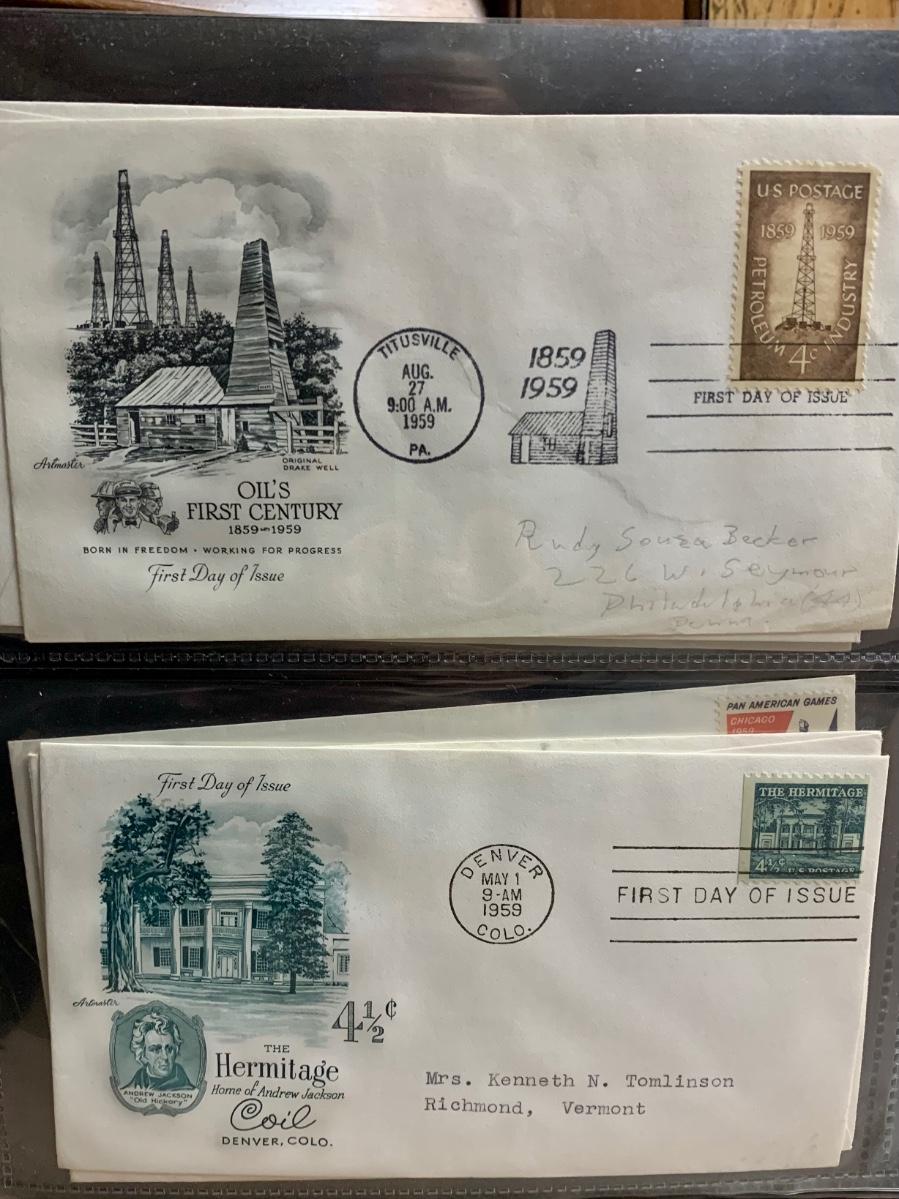 U.S. POSTAGE
1859 1959
PETROLEUM INDUSTRY
4c
TITUSVILLE
AUG.
27
9:00 A.M.
1959
PA.
1859
1959
FIRST DAY OF ISSUE
Artmaster
ORIGINAL
DRAKE WELL
OIL'S
FIRST CENTURY
1859-1959
BORN IN FREEDOM • WORKING FOR PROGRESS
First Day of Issue
Rudy Souza Becker
226 W. Seymour
Philadelphia (44)
Penna.
PAN AMERICAN GAMES
CHICAGO
1959
First Day of Issue
THE HERMITAGE
4½¢ U.S. POSTAGE
DENVER
MAY 1
9-AM
1959
COLO.
FIRST DAY OF ISSUE
Artmaster
4½¢
ANDREW JACKSON
"Old Hickory"
THE
Hermitage
Home of Andrew Jackson
Coil
DENVER, COLO.
Mrs. Kenneth N. Tomlinson
Richmond, Vermont